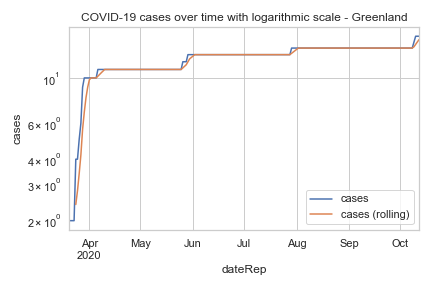 COVID-19 cases over time with logarithmic scale - Greenland
10¹
6 × 10⁰
4 × 10⁰
3 × 10⁰
2 × 10⁰
cases
cases
cases (rolling)
Apr
2020
May
Jun
Jul
Aug
Sep
Oct
dateRep